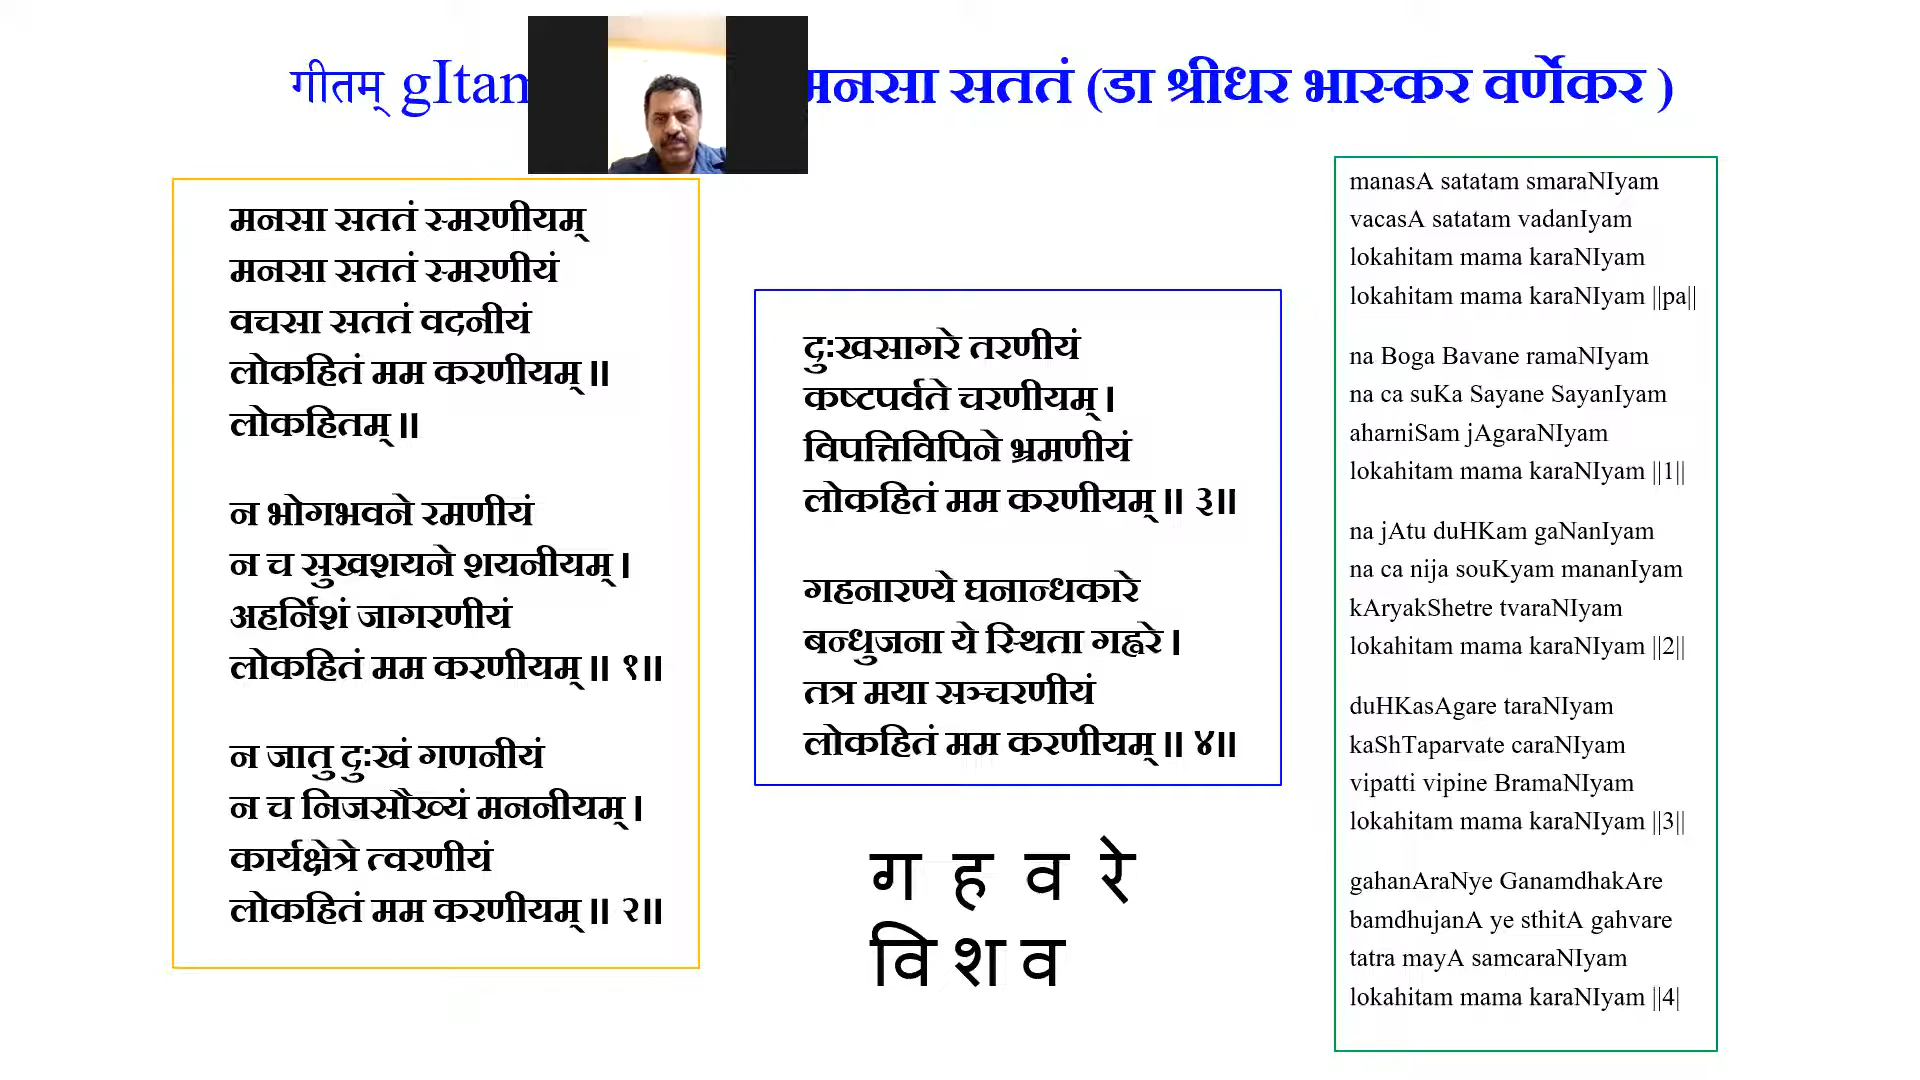 गीतम् gItam मनसा सततं (डा श्रीधर भास्कर वर्णेकर )
मनसा सततं स्मरणीयम्
मनसा सततं स्मरणीयं
वचसा सततं वदनीयं
लोकहितं मम करणीयम् ॥
लोकहितम् ॥
न भोगभवने रमणीयं
न च सुखशयने शयनीयम् ।
अहर्निशं जागरणीयं
लोकहितं मम करणीयम् ॥ १॥
न जातु दुःखं गणनीयं
न च निजसौख्यं मननीयम् ।
कार्यक्षेत्रे त्वरणीयं
लोकहितं मम करणीयम् ॥ २॥
दुःखसागरे तरणीयं
कष्टपर्वते चरणीयम् ।
विपत्तिविपिने भ्रमणीयं
लोकहितं मम करणीयम् ॥ ३॥
गहनारण्ये घनान्धकारे
बन्धुजना ये स्थिता गह्वरे ।
तत्र मया सञ्चरणीयं
लोकहितं मम करणीयम् ॥ ४॥
ग ह व रे
वि श व
manasA satatam smaraNIyam
vacasA satatam vadanIyam
lokahitam mama karaNIyam
lokahitam mama karaNIyam ||pa||
na Boga Bavane ramaNIyam
na ca suKa Sayane SayanIyam
aharniSam jAgaraNIyam
lokahitam mama karaNIyam ||1||
na jAtu duHKam gaNanIyam
na ca nija souKyam mananIyam
kAryakShetre tvaraNIyam
lokahitam mama karaNIyam ||2||
duHKasAgare taraNIyam
kaShTaparvate caraNIyam
vipatti vipine BramaNIyam
lokahitam mama karaNIyam ||3||
gahanAraNye GanamdhakAre
bamdhujanA ye sthitA gahvare
tatra mayA samcaraNIyam
lokahitam mama karaNIyam ||4|